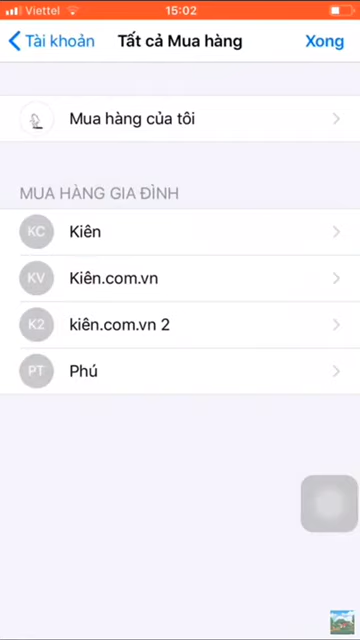 Viettel 15:02
Tài khoản Tất cả Mua hàng Xong
Mua hàng của tôi
MUA HÀNG GIA ĐÌNH
KC Kiên
KV Kiên.com.vn
K2 kiên.com.vn 2
PT Phú